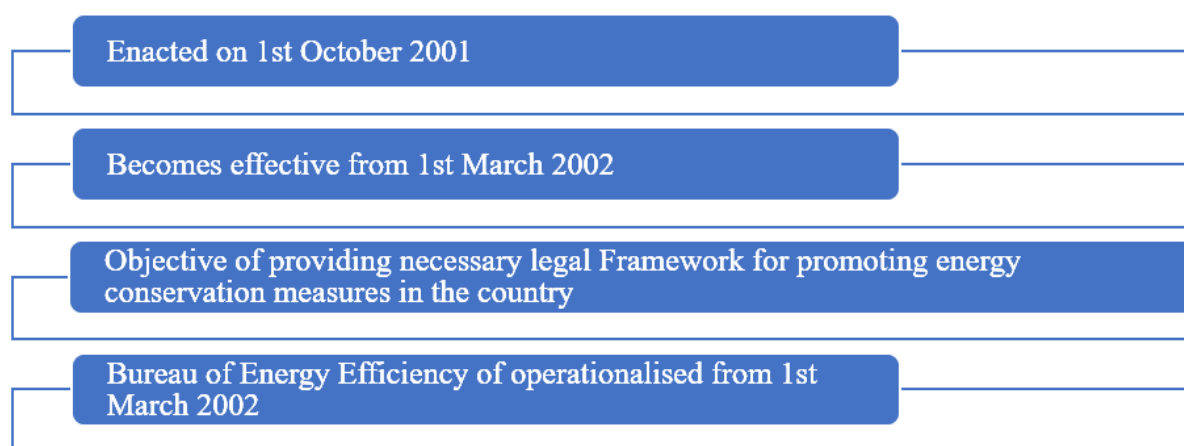 Enacted on 1st October 2001
Becomes effective from 1st March 2002
Objective of providing necessary legal Framework for promoting energy
conservation measures in the country
Bureau of Energy Efficiency of operationalised from 1st
March 2002